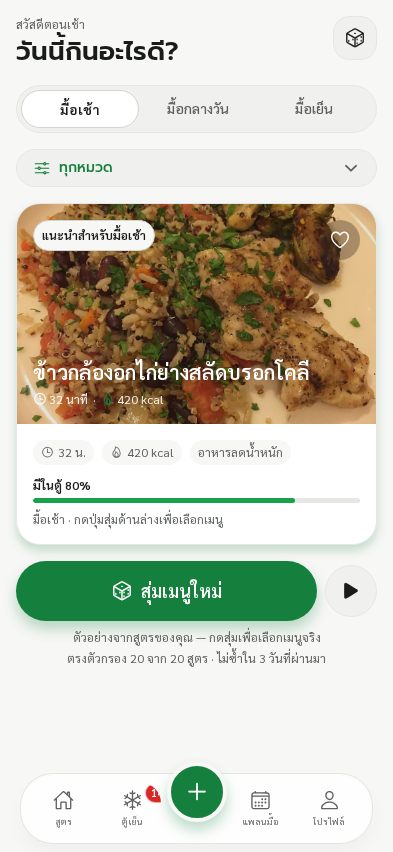 สวัสดีตอนเช้า
วันนี้กินอะไรดี?
มื้อเช้า
มื้อกลางวัน
มื้อเย็น
ทุกหมวด
แนะนำสำหรับมื้อเช้า
ข้าวกล้องอกไก่ย่างสลัดบรอกโคลี
32 นาที · 420 kcal
32 น.
420 kcal
อาหารลดน้ำหนัก
มีในตู้ 80%
มื้อเช้า · กดปุ่มสุ่มด้านล่างเพื่อเลือกเมนู
สุ่มเมนูใหม่
ตัวอย่างจากสูตรของคุณ — กดสุ่มเพื่อเลือกเมนูจริง
ตรงตัวกรอง 20 จาก 20 สูตร · ไม่ซ้ำใน 3 วันที่ผ่านมา
สูตร
ตู้เย็น
แพลนมื้อ
โปรไฟล์